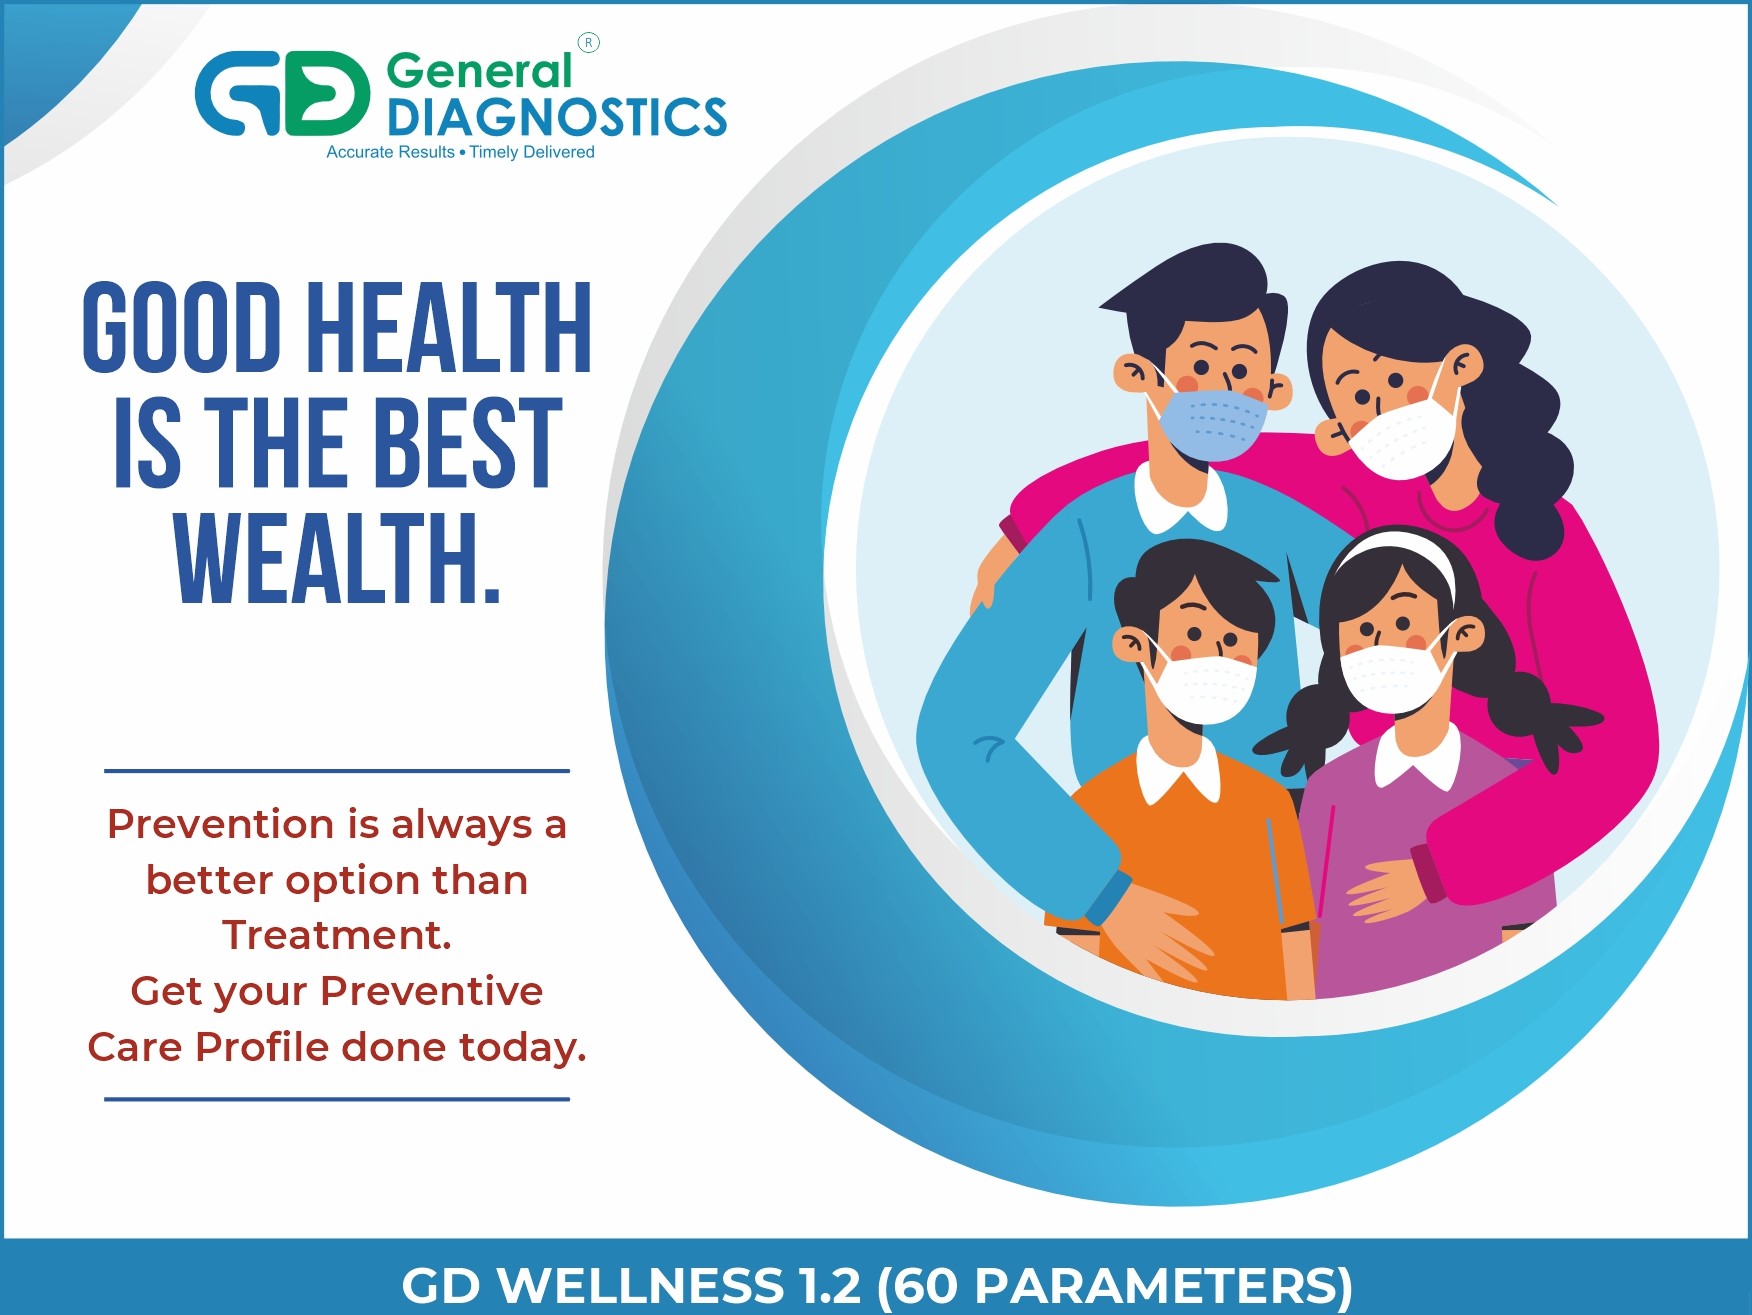 General ®
DIAGNOSTICS
Accurate Results • Timely Delivered
GOOD HEALTH
IS THE BEST
WEALTH.
Prevention is always a
better option than
Treatment.
Get your Preventive
Care Profile done today.
GD WELLNESS 1.2 (60 PARAMETERS)